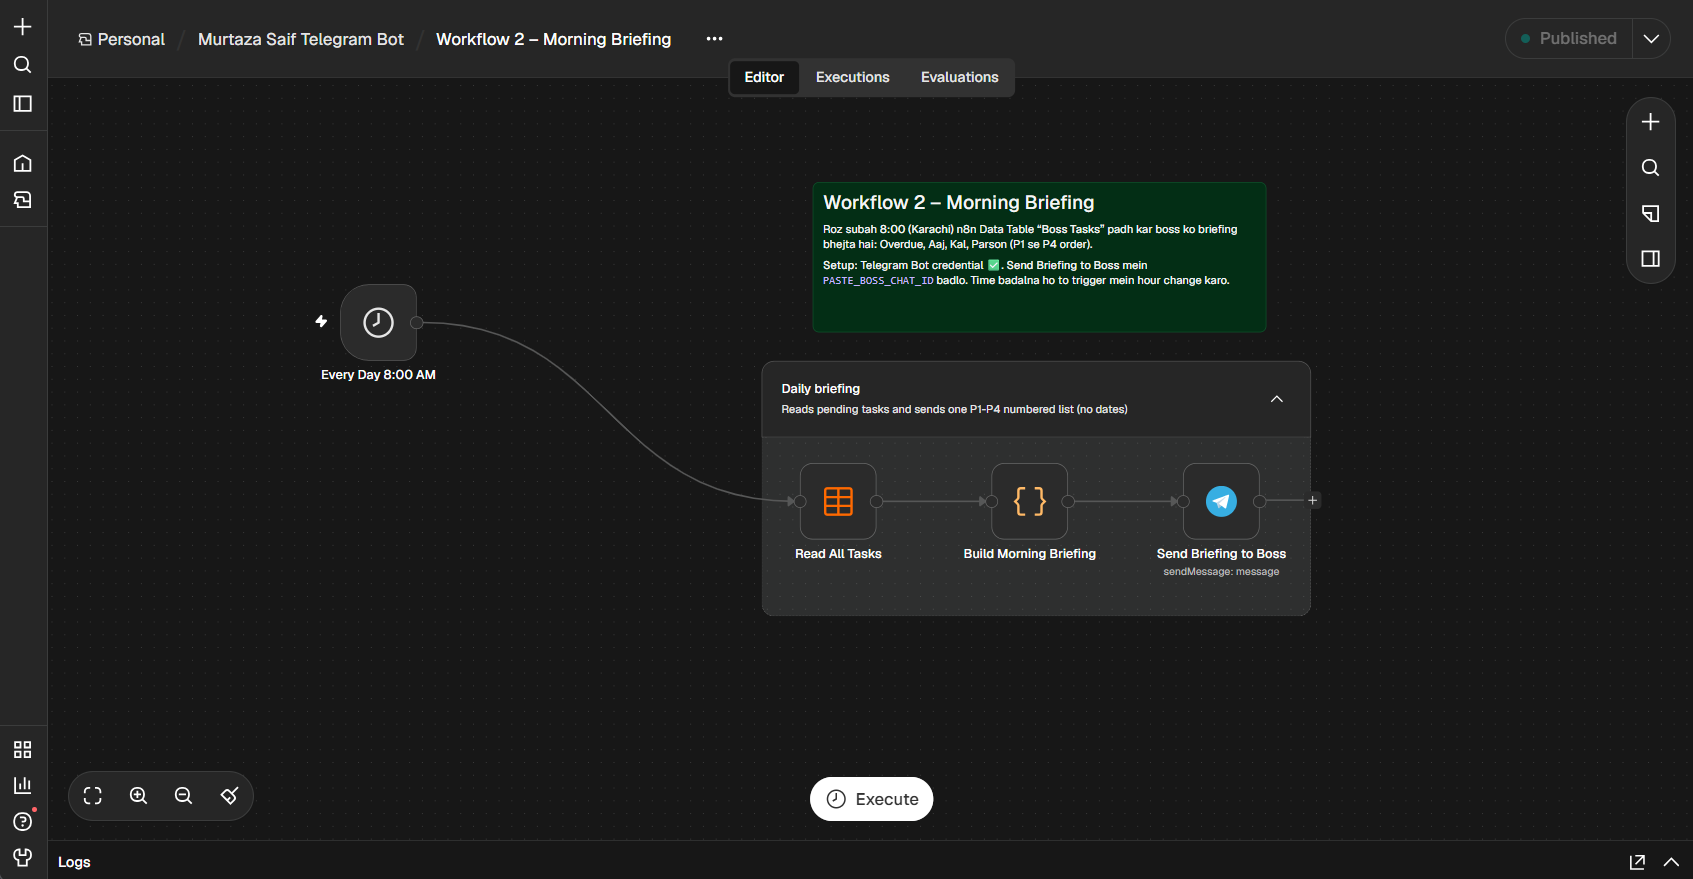 Personal / Murtaza Saif Telegram Bot / Workflow 2 – Morning Briefing ...
Published
Editor Executions Evaluations
Workflow 2 – Morning Briefing
Roz subah 8:00 (Karachi) n8n Data Table “Boss Tasks” padh kar boss ko briefing
bhejta hai: Overdue, Aaj, Kal, Parson (P1 se P4 order).
Setup: Telegram Bot credential ✅. Send Briefing to Boss mein
PASTE_BOSS_CHAT_ID badlo. Time badalna ho to trigger mein hour change karo.
Every Day 8:00 AM
Daily briefing
Reads pending tasks and sends one P1-P4 numbered list (no dates)
Read All Tasks
Build Morning Briefing
Send Briefing to Boss
sendMessage: message
Execute
Logs